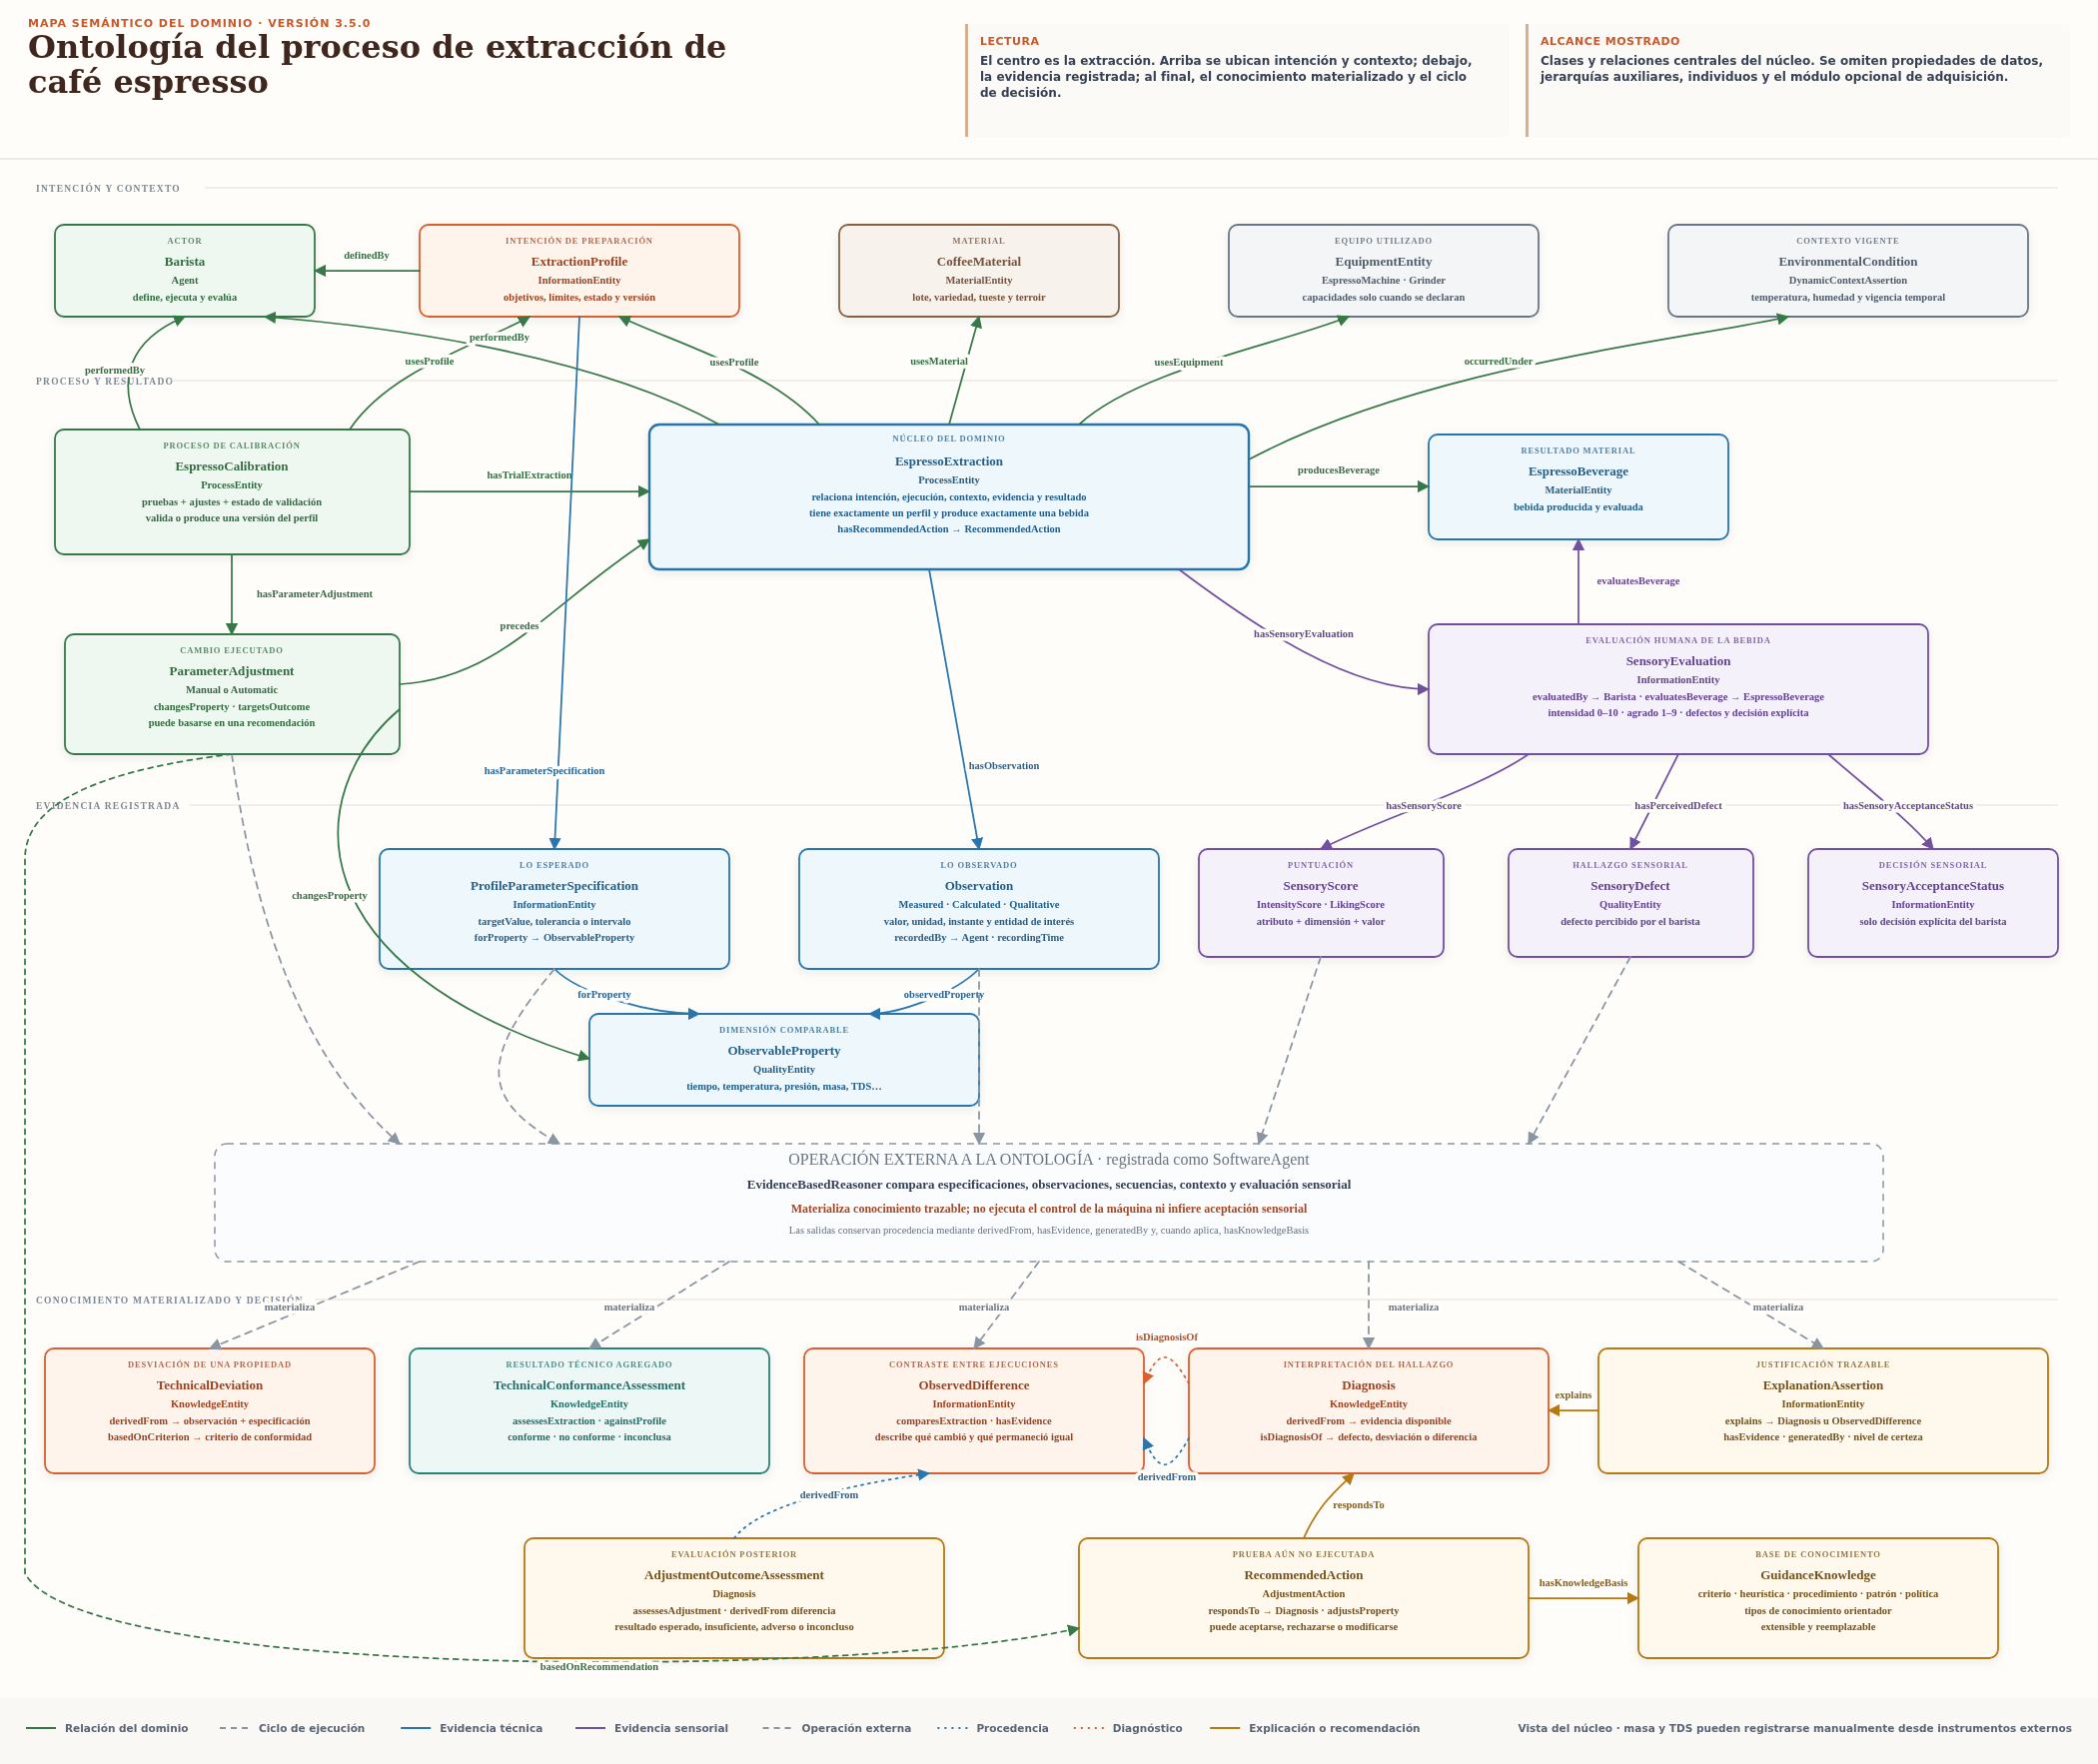 MAPA SEMÁNTICO DEL DOMINIO · VERSIÓN 3.5.0
Ontología del proceso de extracción de
café espresso
LECTURA
El centro es la extracción. Arriba se ubican intención y contexto; debajo,
la evidencia registrada; al final, el conocimiento materializado y el ciclo
de decisión.
ALCANCE MOSTRADO
Clases y relaciones centrales del núcleo. Se omiten propiedades de datos,
jerarquías auxiliares, individuos y el módulo opcional de adquisición.
INTENCIÓN Y CONTEXTO
ACTOR
Barista
Agent
define, ejecuta y evalúa
definedBy
INTENCIÓN DE PREPARACIÓN
ExtractionProfile
InformationEntity
objetivos, límites, estado y versión
MATERIAL
CoffeeMaterial
MaterialEntity
lote, variedad, tueste y terroir
EQUIPO UTILIZADO
EquipmentEntity
EspressoMachine · Grinder
capacidades solo cuando se declaran
CONTEXTO VIGENTE
EnvironmentalCondition
DynamicContextAssertion
temperatura, humedad y vigencia temporal
performedBy
usesProfile
performedBy
usesProfile
usesMaterial
usesEquipment
occurredUnder
PROCESO Y RESULTADO
PROCESO DE CALIBRACIÓN
EspressoCalibration
ProcessEntity
pruebas + ajustes + estado de validación
valida o produce una versión del perfil
hasTrialExtraction
NÚCLEO DEL DOMINIO
EspressoExtraction
ProcessEntity
relaciona intención, ejecución, contexto, evidencia y resultado
tiene exactamente un perfil y produce exactamente una bebida
hasRecommendedAction → RecommendedAction
producesBeverage
RESULTADO MATERIAL
EspressoBeverage
MaterialEntity
bebida producida y evaluada
hasParameterAdjustment
precedes
hasSensoryEvaluation
evaluatesBeverage
CAMBIO EJECUTADO
ParameterAdjustment
Manual o Automatic
changesProperty · targetsOutcome
puede basarse en una recomendación
EVALUACIÓN HUMANA DE LA BEBIDA
SensoryEvaluation
InformationEntity
evaluatedBy → Barista · evaluatesBeverage → EspressoBeverage
intensidad 0–10 · agrado 1–9 · defectos y decisión explícita
hasParameterSpecification
hasObservation
EVIDENCIA REGISTRADA
hasSensoryScore
hasPerceivedDefect
hasSensoryAcceptanceStatus
changesProperty
LO ESPERADO
ProfileParameterSpecification
InformationEntity
targetValue, tolerancia o intervalo
forProperty → ObservableProperty
LO OBSERVADO
Observation
Measured · Calculated · Qualitative
valor, unidad, instante y entidad de interés
recordedBy → Agent · recordingTime
PUNTUACIÓN
SensoryScore
IntensityScore · LikingScore
atributo + dimensión + valor
HALLAZGO SENSORIAL
SensoryDefect
QualityEntity
defecto percibido por el barista
DECISIÓN SENSORIAL
SensoryAcceptanceStatus
InformationEntity
solo decisión explícita del barista
forProperty
observedProperty
DIMENSIÓN COMPARABLE
ObservableProperty
QualityEntity
tiempo, temperatura, presión, masa, TDS…
OPERACIÓN EXTERNA A LA ONTOLOGÍA · registrada como SoftwareAgent
EvidenceBasedReasoner compara especificaciones, observaciones, secuencias, contexto y evaluación sensorial
Materializa conocimiento trazable; no ejecuta el control de la máquina ni infiere aceptación sensorial
Las salidas conservan procedencia mediante derivedFrom, hasEvidence, generatedBy y, cuando aplica, hasKnowledgeBasis
CONOCIMIENTO MATERIALIZADO Y DECISIÓN
materializa
materializa
materializa
materializa
materializa
DESVIACIÓN DE UNA PROPIEDAD
TechnicalDeviation
KnowledgeEntity
derivedFrom → observación + especificación
basedOnCriterion → criterio de conformidad
RESULTADO TÉCNICO AGREGADO
TechnicalConformanceAssessment
KnowledgeEntity
assessesExtraction · againstProfile
conforme · no conforme · inconclusa
CONTRASTE ENTRE EJECUCIONES
ObservedDifference
InformationEntity
comparesExtraction · hasEvidence
describe qué cambió y qué permaneció igual
isDiagnosisOf
derivedFrom
INTERPRETACIÓN DEL HALLAZGO
Diagnosis
KnowledgeEntity
derivedFrom → evidencia disponible
isDiagnosisOf → defecto, desviación o diferencia
explains
JUSTIFICACIÓN TRAZABLE
ExplanationAssertion
InformationEntity
explains → Diagnosis u ObservedDifference
hasEvidence · generatedBy · nivel de certeza
derivedFrom
respondsTo
EVALUACIÓN POSTERIOR
AdjustmentOutcomeAssessment
Diagnosis
assessesAdjustment · derivedFrom diferencia
resultado esperado, insuficiente, adverso o inconcluso
PRUEBA AÚN NO EJECUTADA
RecommendedAction
AdjustmentAction
respondsTo → Diagnosis · adjustsProperty
puede aceptarse, rechazarse o modificarse
hasKnowledgeBasis
BASE DE CONOCIMIENTO
GuidanceKnowledge
criterio · heurística · procedimiento · patrón · política
tipos de conocimiento orientador
extensible y reemplazable
basedOnRecommendation
Relación del dominio
Ciclo de ejecución
Evidencia técnica
Evidencia sensorial
Operación externa
Procedencia
Diagnóstico
Explicación o recomendación
Vista del núcleo · masa y TDS pueden registrarse manualmente desde instrumentos externos